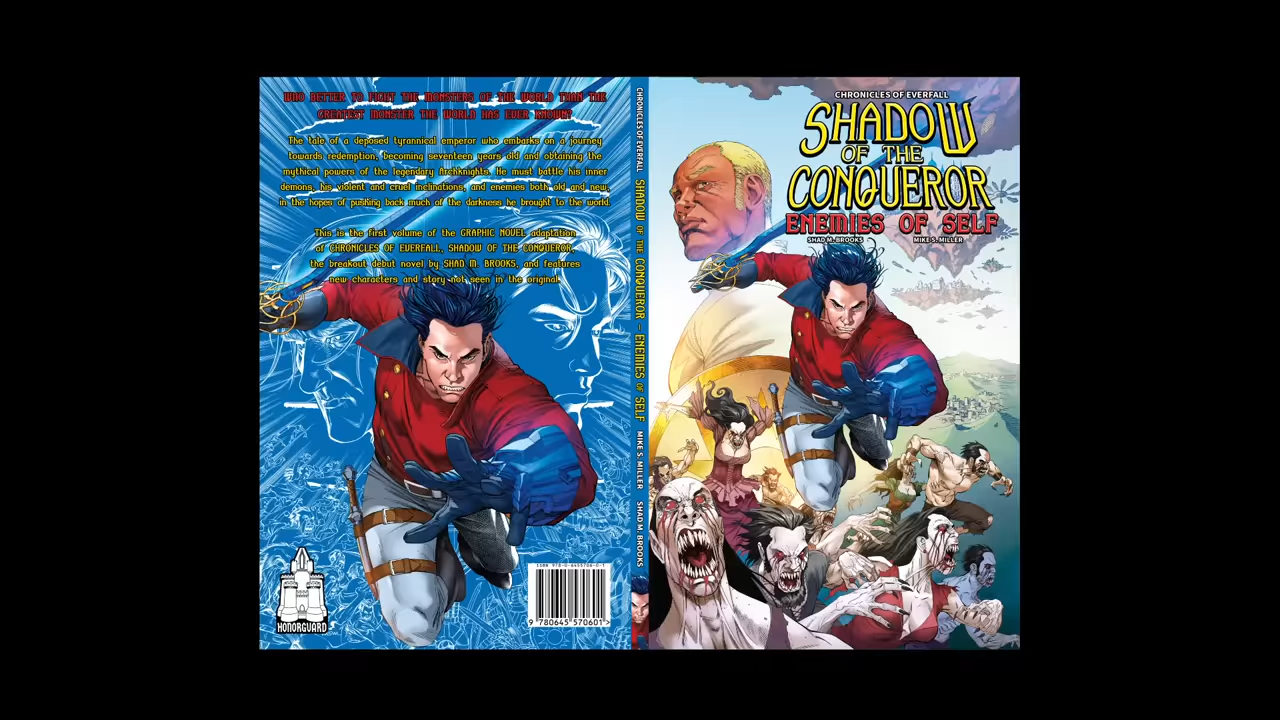 WHO BETTER TO FIGHT THE MONSTERS OF THE WORLD THAN THE
GREATEST MONSTER THE WORLD HAS EVER KNOWN?
The tale of a deposed tyrannical emperor who embarks on a journey
towards redemption, becoming seventeen years old and obtaining the
mythical powers of the legendary Archknights. He must battle his inner
demons, his violent and cruel inclinations, and enemies both old and new,
in the hopes of pushing back much of the darkness he brought to the world.
This is the first volume of the GRAPHIC NOVEL adaptation
of CHRONICLES OF EVERFALL, SHADOW OF THE CONQUEROR,
the breakout debut novel by SHAD M. BROOKS, and features
new characters and story not seen in the original.
HONORGUARD
9 780645 570601 >
CHRONICLES OF EVERFALL SHADOW OF THE CONQUEROR - ENEMIES OF SELF MIKE S. MILLER SHAD M. BROOKS
CHRONICLES OF EVERFALL
SHADOW
OF THE
CONQUEROR
ENEMIES OF SELF
SHAD M. BROOKS MIKE S. MILLER